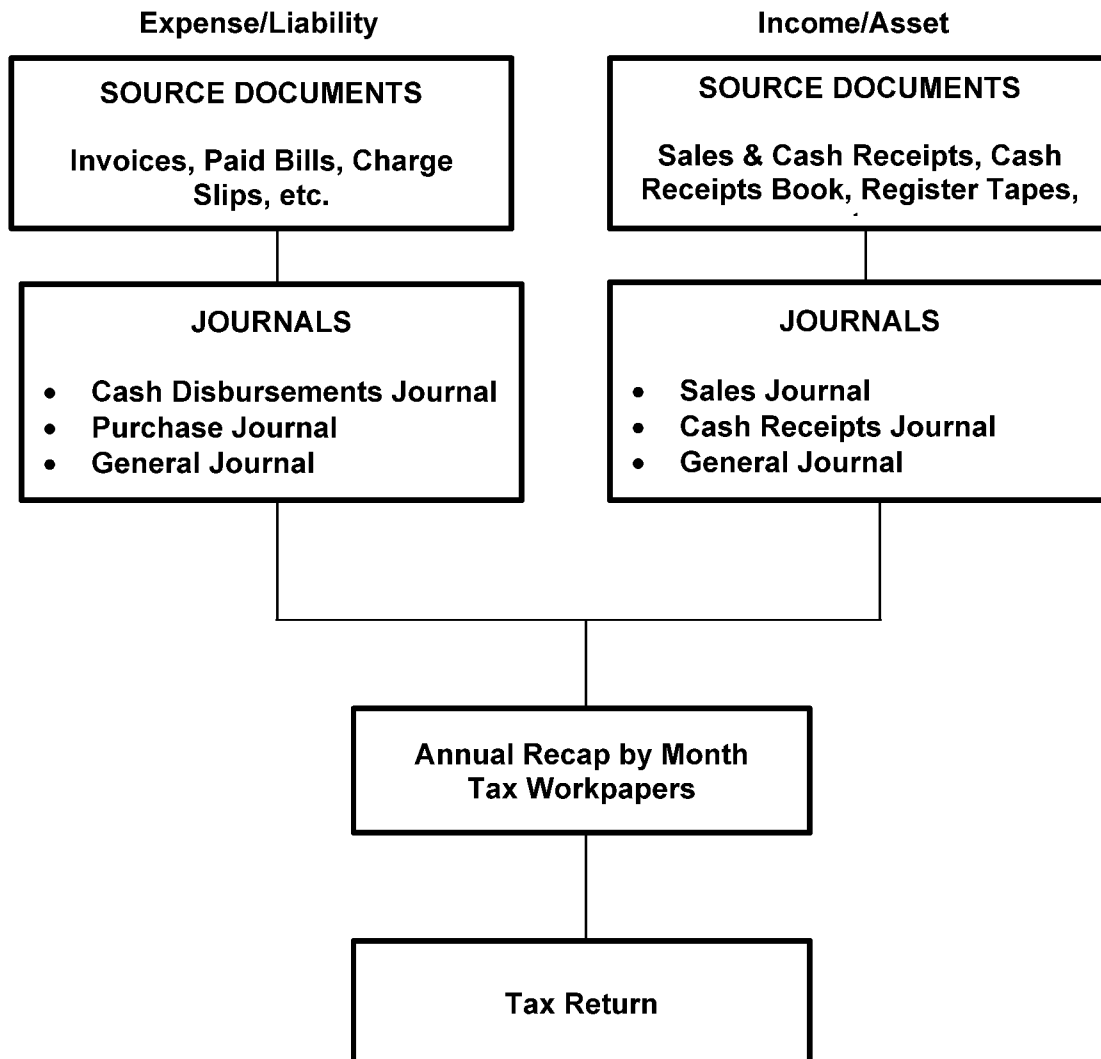 Expense/Liability
SOURCE DOCUMENTS
Invoices, Paid Bills, Charge
Slips, etc.
JOURNALS
• Cash Disbursements Journal
• Purchase Journal
• General Journal
Income/Asset
SOURCE DOCUMENTS
Sales & Cash Receipts, Cash
Receipts Book, Register Tapes,
JOURNALS
• Sales Journal
• Cash Receipts Journal
• General Journal
Annual Recap by Month
Tax Workpapers
Tax Return